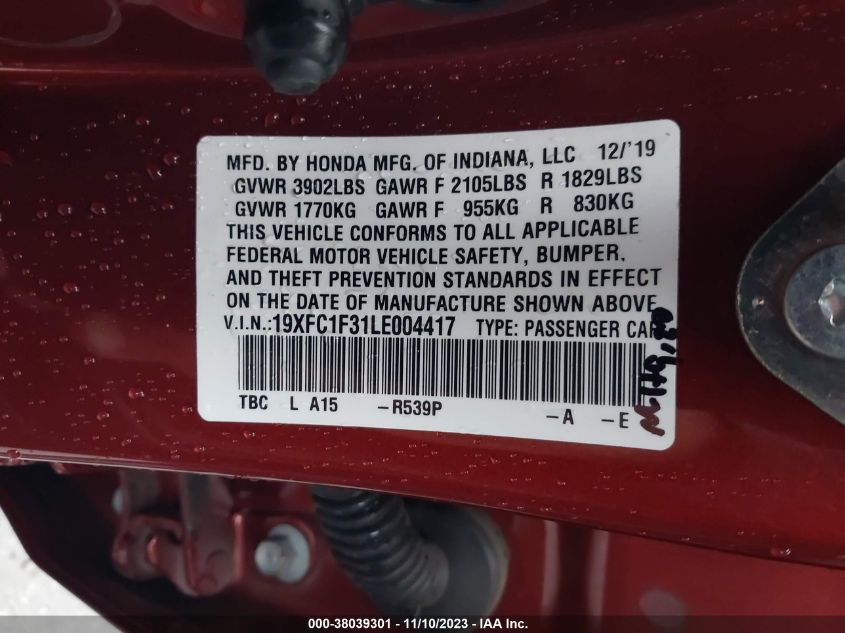 MFD. BY HONDA MFG. OF INDIANA, LLC 12/'19
GVWR 3902LBS GAWR F 2105LBS R 1829LBS
GVWR 1770KG GAWR F 955KG R 830KG
THIS VEHICLE CONFORMS TO ALL APPLICABLE
FEDERAL MOTOR VEHICLE SAFETY, BUMPER,
AND THEFT PREVENTION STANDARDS IN EFFECT
ON THE DATE OF MANUFACTURE SHOWN ABOVE.
V.I.N.:19XFC1F31LE004417 TYPE: PASSENGER CAR
TBC L A15 -R539P -A -E
000-38039301 - 11/10/2023 - IAA Inc.